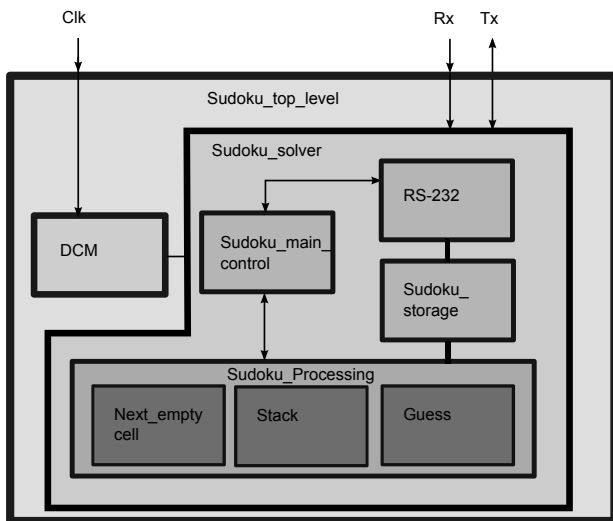 Clk
Rx
Tx
Sudoku_top_level
Sudoku_solver
RS-232
DCM
Sudoku_main_
control
Sudoku_
storage
Sudoku_Processing
Next_empty
cell
Stack
Guess